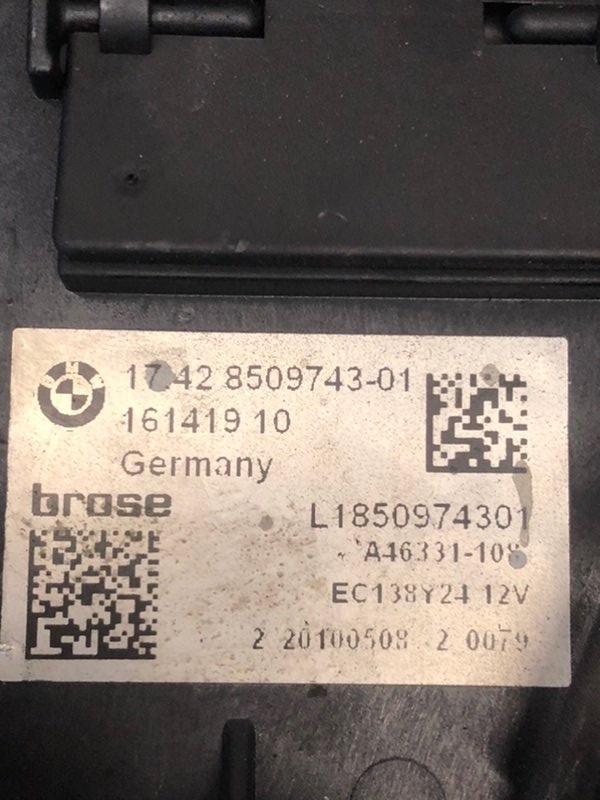 17 42 8509743-01
161419 10
Germany
brose
L1850974301
A46331-108
EC138Y24 12V
2 20100508 2 0079